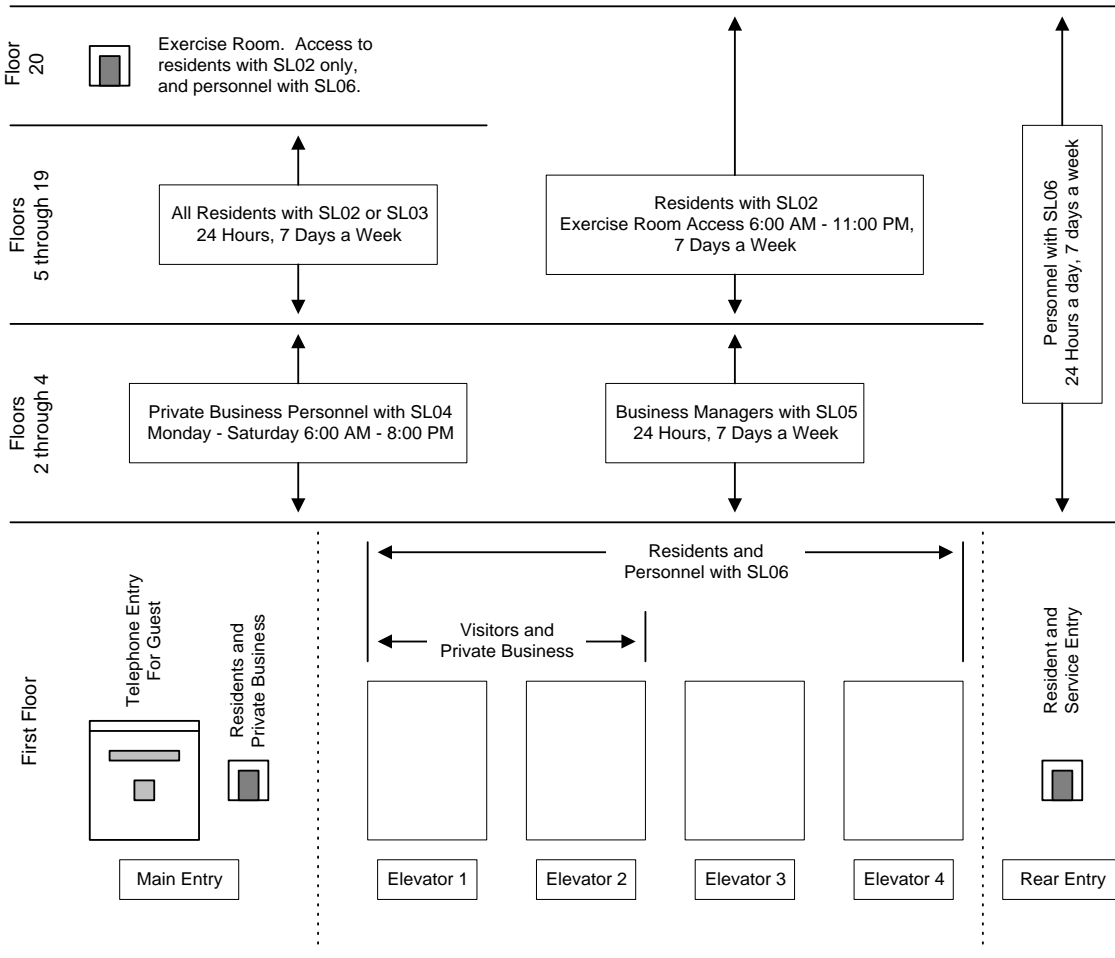 Floor
20
Exercise Room.  Access to
residents with SL02 only,
and personnel with SL06.
Floors
5 through 19
All Residents with SL02 or SL03
24 Hours, 7 Days a Week
Residents with SL02
Exercise Room Access 6:00 AM - 11:00 PM,
7 Days a Week
Personnel with SL06
24 Hours a day, 7 days a week
Floors
2 through 4
Private Business Personnel with SL04
Monday - Saturday 6:00 AM - 8:00 PM
Business Managers with SL05
24 Hours, 7 Days a Week
First Floor
Telephone Entry
For Guest
Residents and
Private Business
Residents and
Personnel with SL06
Visitors and
Private Business
Resident and
Service Entry
Main Entry
Elevator 1
Elevator 2
Elevator 3
Elevator 4
Rear Entry